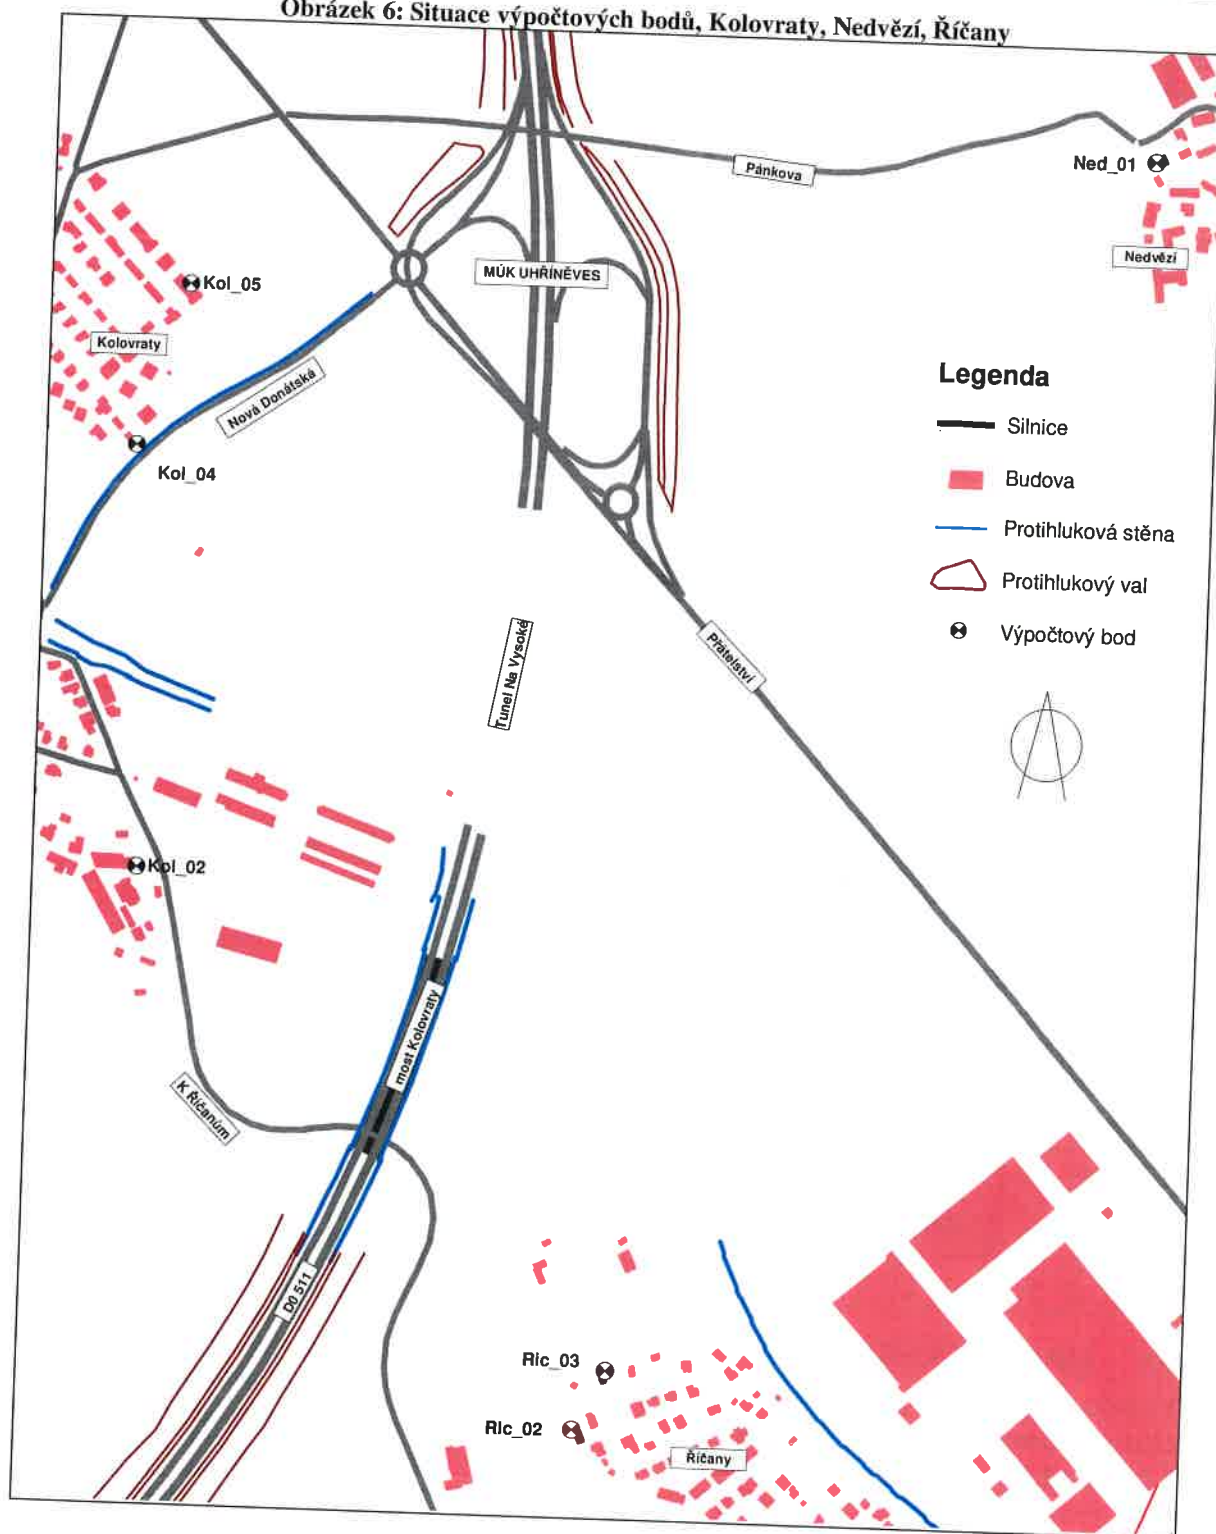 Obrázek 6: Situace výpočtových bodů, Kolovraty, Nedvězí, Říčany
Pánkova
Ned_01
Nedvězí
MÚK UHŘÍNĚVES
Kol_05
Kolovraty
Nová Donátská
Kol_04
Legenda
Silnice
Budova
Protihluková stěna
Protihlukový val
Výpočtový bod
Tunel Na Vysoké
Přátelství
Kol_02
most Kolovraty
K Říčanům
D0 511
Ric_03
Ric_02
Říčany